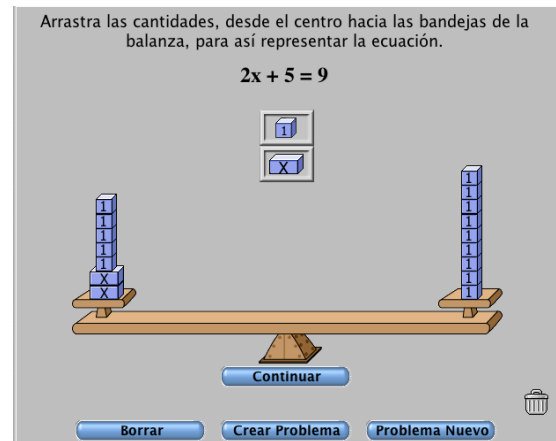 Arrastra las cantidades, desde el centro hacia las bandejas de la
balanza, para así representar la ecuación.
2x + 5 = 9
1
X
1
1
1
1
1
X
X
1
1
1
1
1
1
1
1
1
Continuar
Borrar
Crear Problema
Problema Nuevo